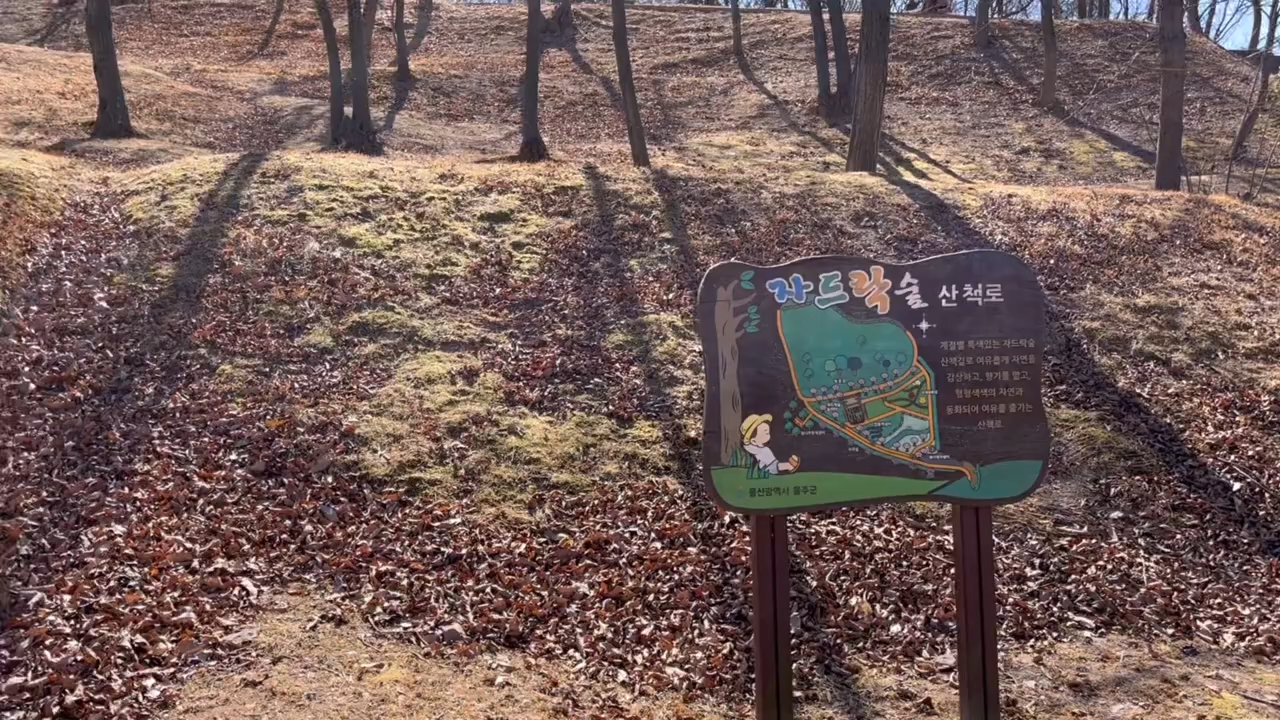 자드락숲 산책로
계절별 특색있는 자드락숲
산책길로 여유롭게 자연을
감상하고, 향기를 맡고,
형형색색의 자연과
동화되어 여유를 즐기는
산책로
울산광역시 울주군